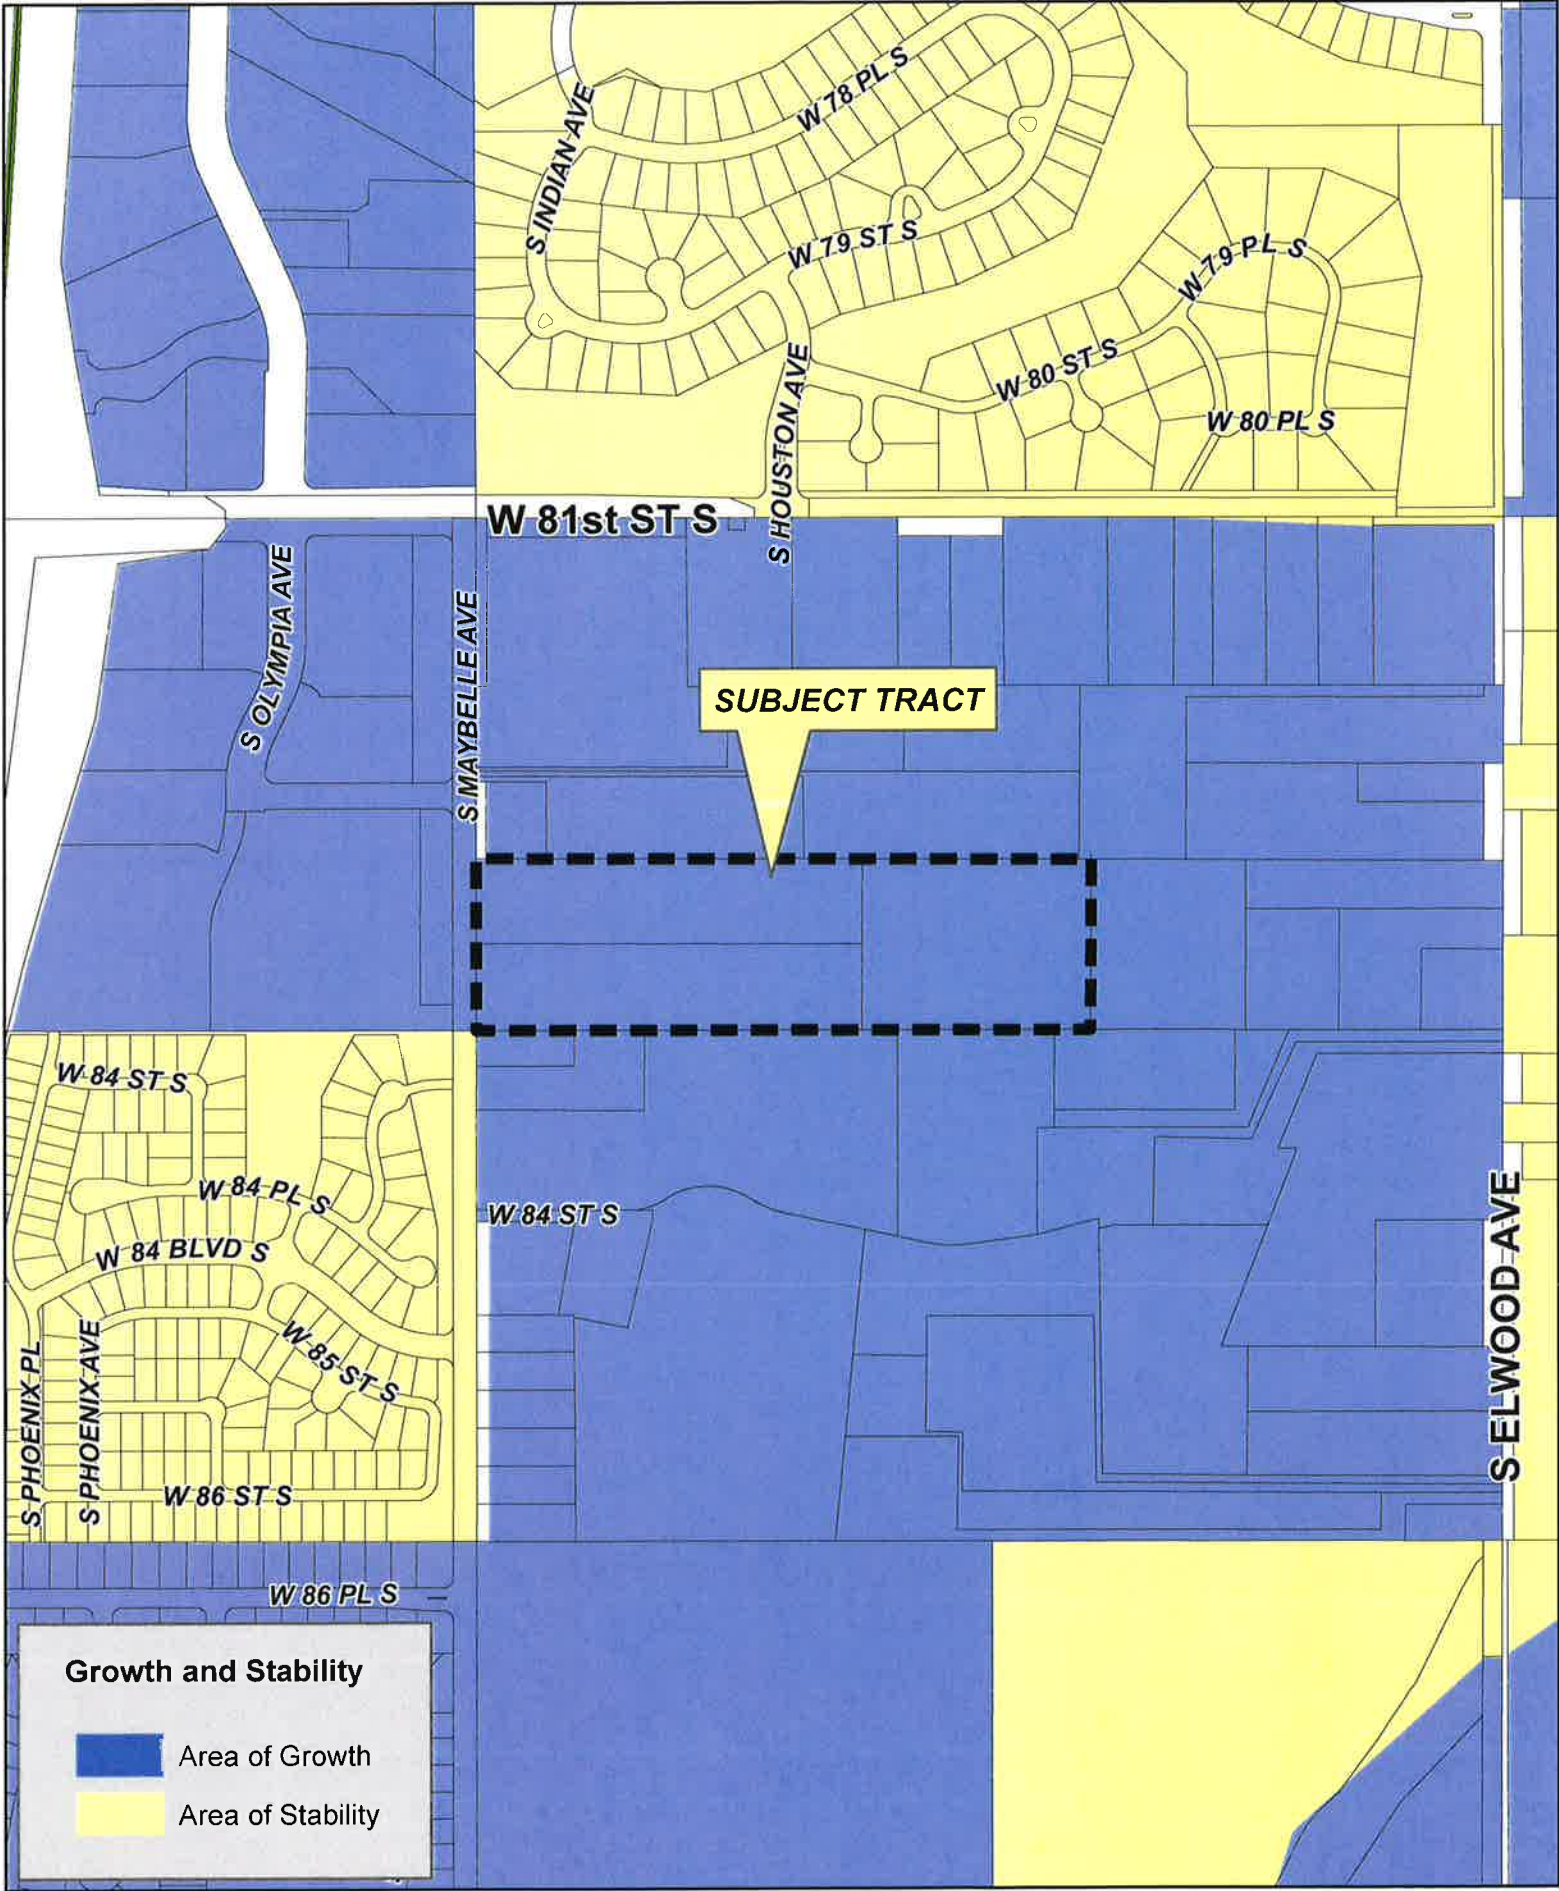 W 78 PL S
S INDIAN AVE
W 79 ST S
W 79 PL S
W 80 ST S
W 80 PL S
S HOUSTON AVE
W 81st ST S
S OLYMPIA AVE
S MAYBELLE AVE
SUBJECT TRACT
W 84 ST S
W 84 PL S
W 84 ST S
W 84 BLVD S
S ELWOOD AVE
S PHOENIX PL
S PHOENIX AVE
W 85 ST S
W 86 ST S
W 86 PL S
Growth and Stability
Area of Growth
Area of Stability